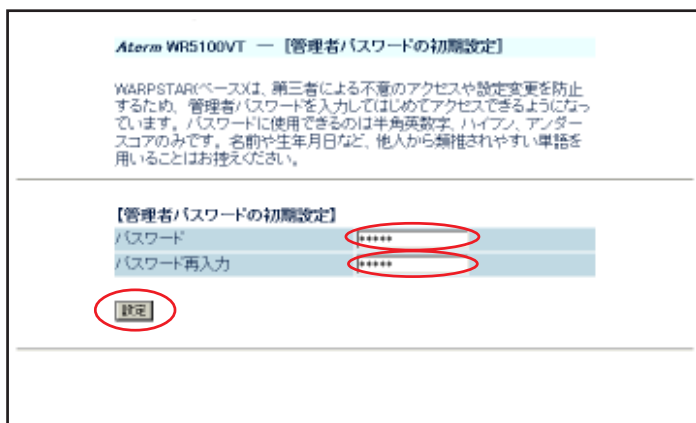 Aterm WR5100VT ー [管理者パスワードの初期設定]
WARPSTAR(ベース)は、第三者による不意のアクセスや設定変更を防止
するため、管理者パスワードを入力してはじめてアクセスできるようになっ
ています。パスワードに使用できるのは半角英数字、ハイフン、アンダー
スコアのみです。名前や生年月日など、他人から類推されやすい単語を
用いることはお控えください。
【管理者パスワードの初期設定】
パスワード *****
パスワード再入力 *****
設定